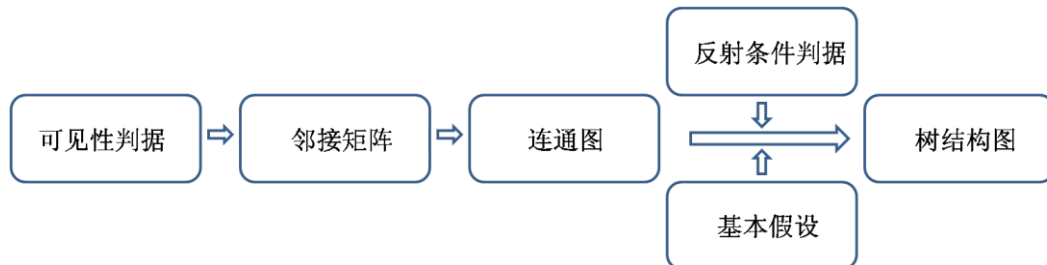 反射条件判据
可见性判据
邻接矩阵
连通图
树结构图
基本假设